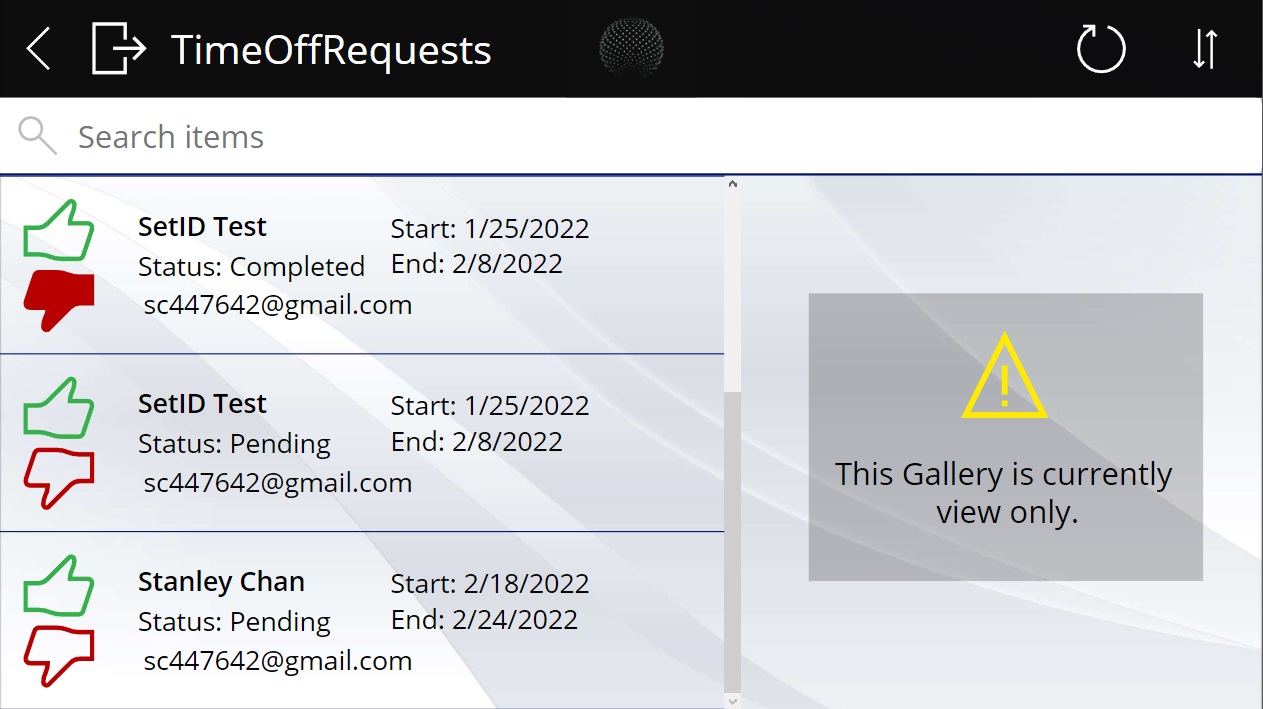 TimeOffRequests
Search items
SetID Test
Status: Completed
sc447642@gmail.com
Start: 1/25/2022
End: 2/8/2022
SetID Test
Status: Pending
sc447642@gmail.com
Start: 1/25/2022
End: 2/8/2022
Stanley Chan
Status: Pending
sc447642@gmail.com
Start: 2/18/2022
End: 2/24/2022
This Gallery is currently
view only.